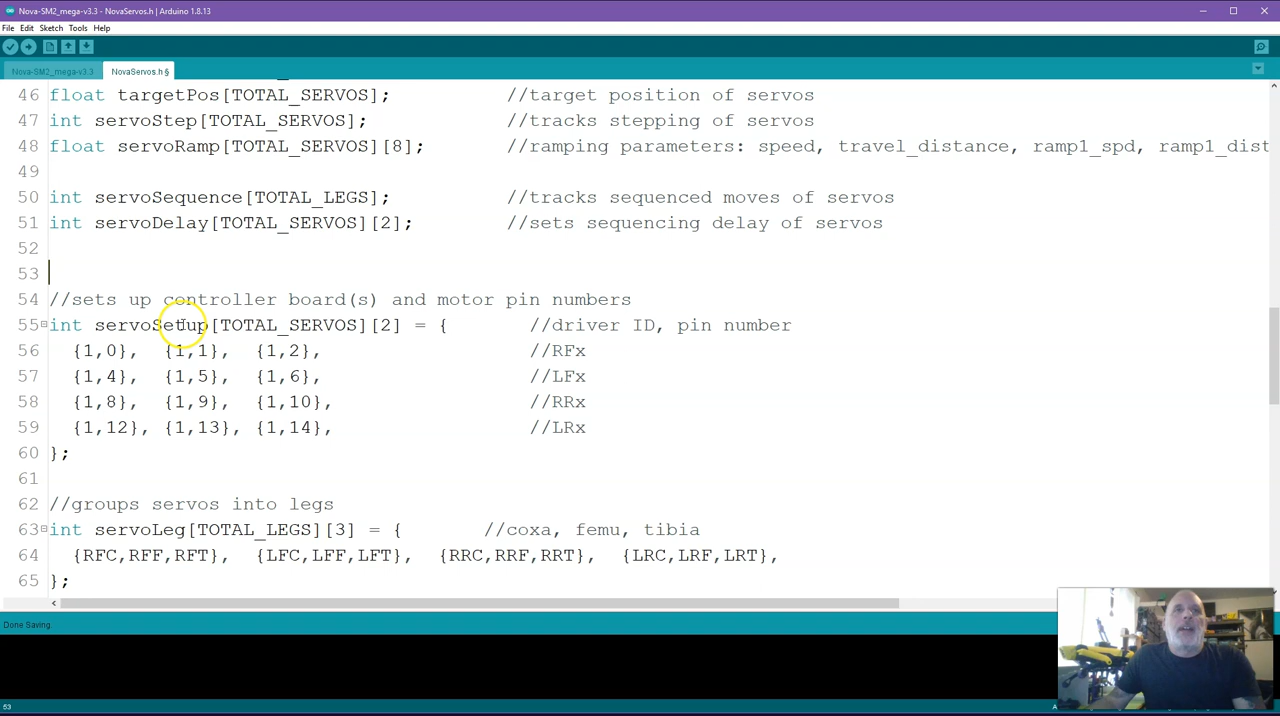 Nova-SM2_mega-v3.3 - NovaServos.h | Arduino 1.8.13
File Edit Sketch Tools Help
Nova-SM2_mega-v3.3 NovaServos.h §
46 float targetPos[TOTAL_SERVOS]; //target position of servos
47 int servoStep[TOTAL_SERVOS]; //tracks stepping of servos
48 float servoRamp[TOTAL_SERVOS][8]; //ramping parameters: speed, travel_distance, ramp1_spd, ramp1_dist
49
50 int servoSequence[TOTAL_LEGS]; //tracks sequenced moves of servos
51 int servoDelay[TOTAL_SERVOS][2]; //sets sequencing delay of servos
52
53
54 //sets up controller board(s) and motor pin numbers
55 int servoSetup[TOTAL_SERVOS][2] = { //driver ID, pin number
56 {1,0}, {1,1}, {1,2}, //RFx
57 {1,4}, {1,5}, {1,6}, //LFx
58 {1,8}, {1,9}, {1,10}, //RRx
59 {1,12}, {1,13}, {1,14}, //LRx
60 };
61
62 //groups servos into legs
63 int servoLeg[TOTAL_LEGS][3] = { //coxa, femu, tibia
64 {RFC,RFF,RFT}, {LFC,LFF,LFT}, {RRC,RRF,RRT}, {LRC,LRF,LRT},
65 };
Done Saving.
53